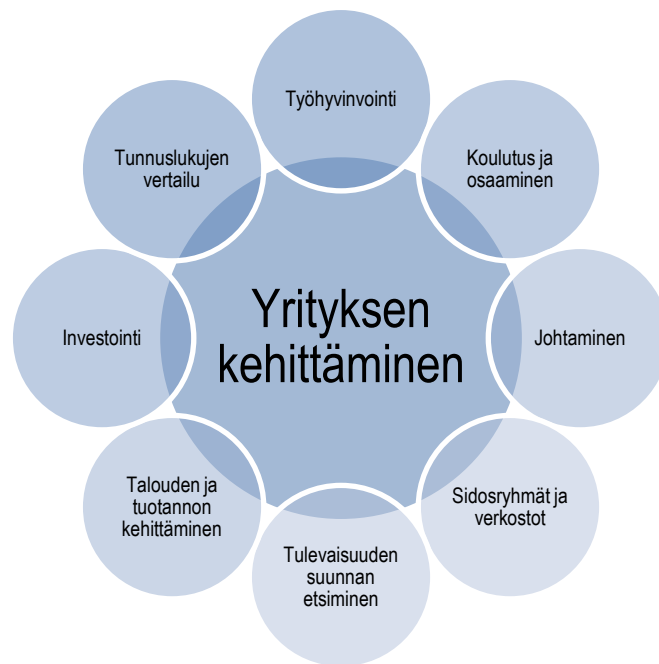 Työhyvinvointi
Koulutus ja
osaaminen
Johtaminen
Sidosryhmät ja
verkostot
Tulevaisuuden
suunnan
etsiminen
Talouden ja
tuotannon
kehittäminen
Investointi
Tunnuslukujen
vertailu
Yrityksen
kehittäminen